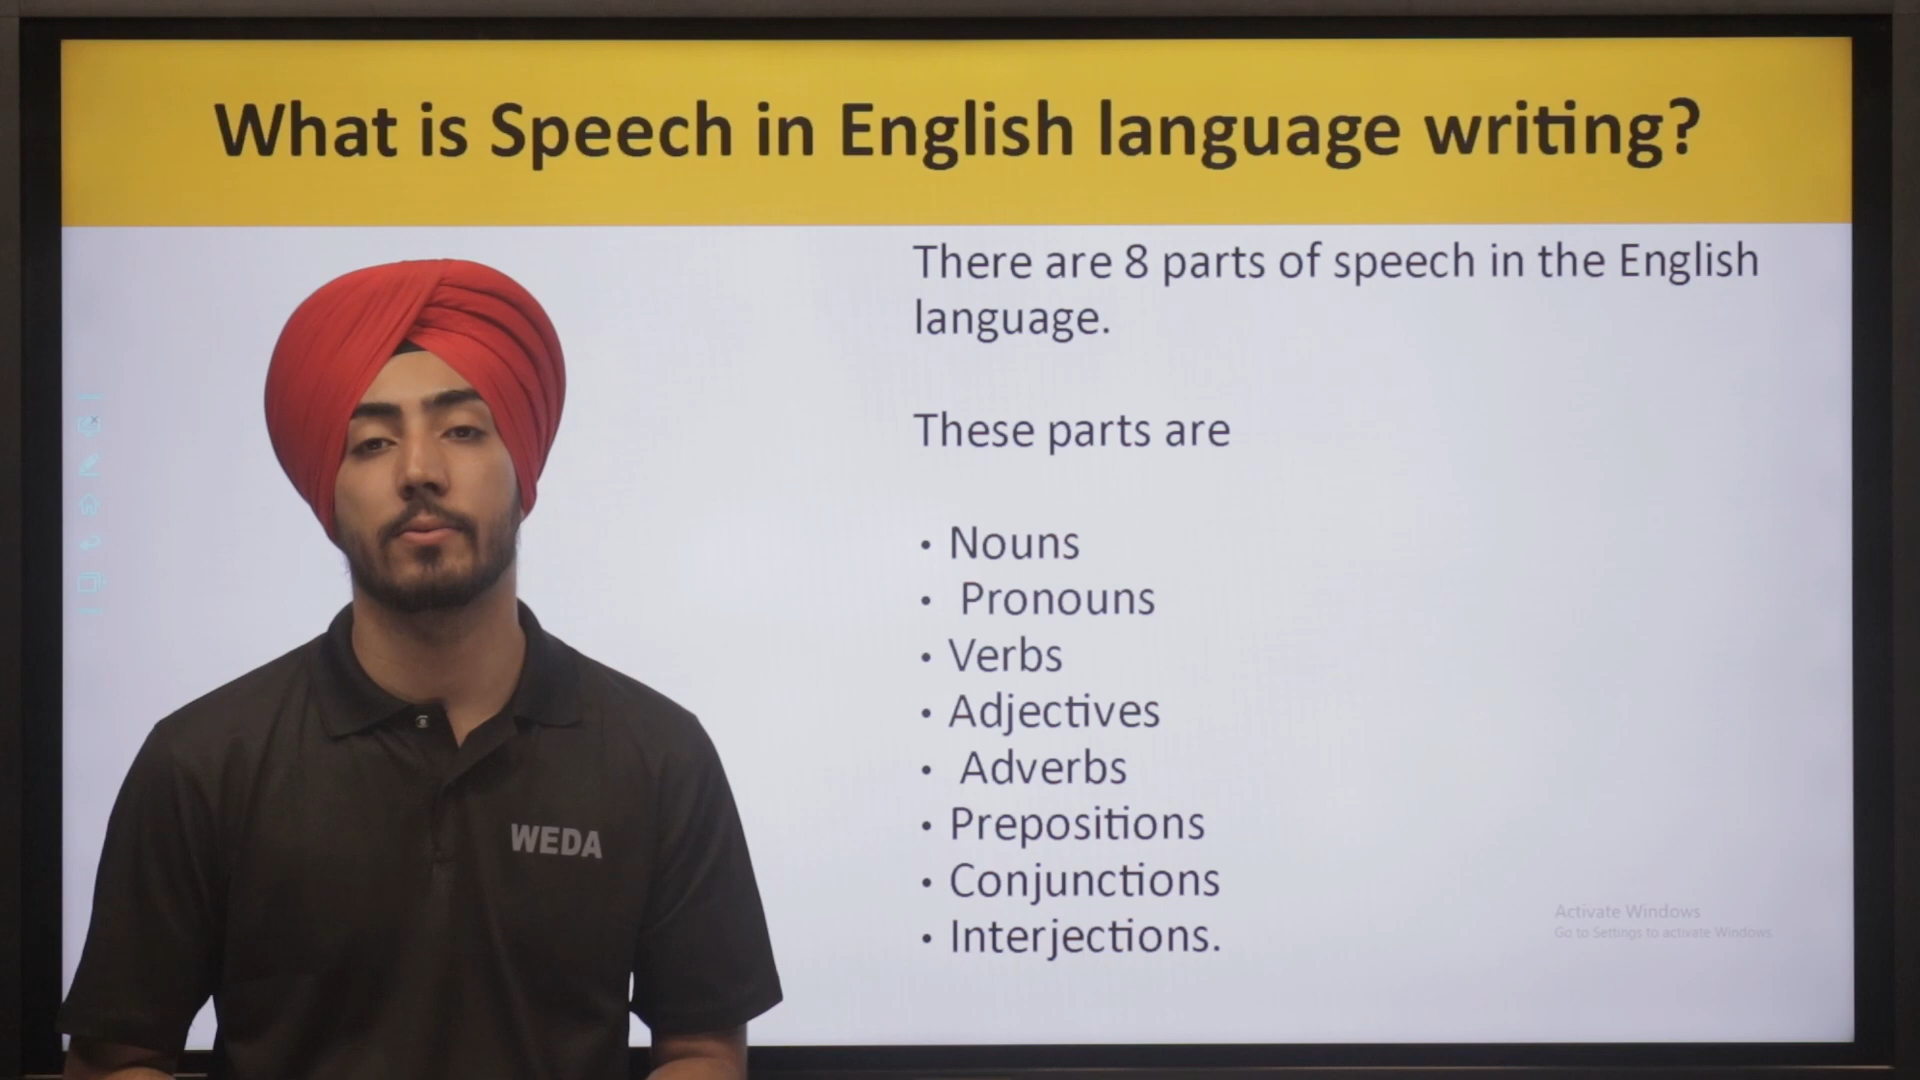 What is Speech in English language writing?
There are 8 parts of speech in the English
language.
These parts are
• Nouns
• Pronouns
• Verbs
• Adjectives
• Adverbs
• Prepositions
• Conjunctions
• Interjections.
WEDA
Activate Windows
Go to Settings to activate Windows